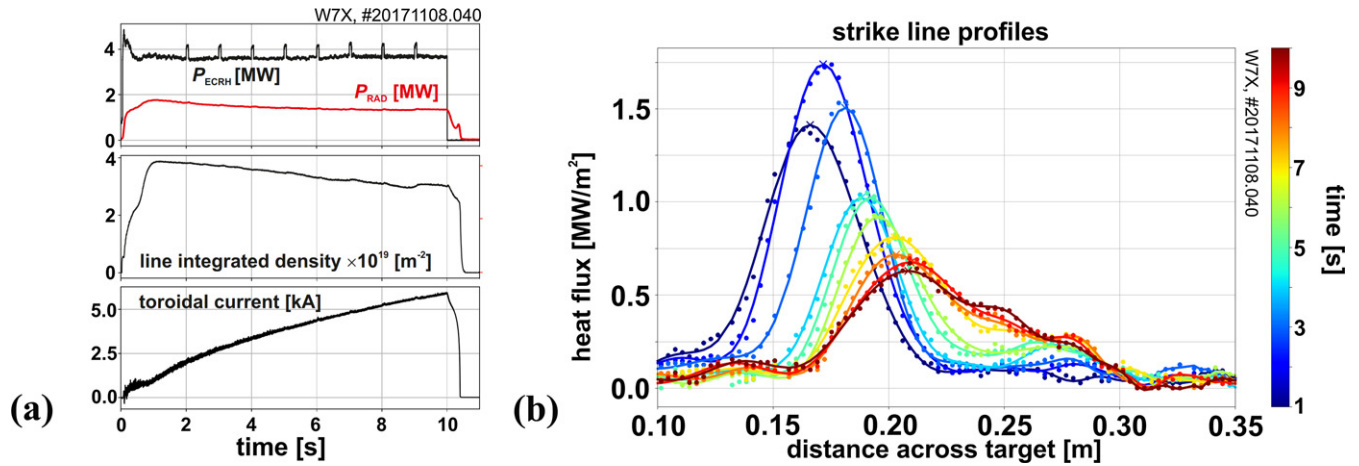 W7X, #20171108.040
4
2
0
P_ECRH [MW]
P_RAD [MW]
4
2
0
line integrated density ×10¹⁹ [m⁻²]
toroidal current [kA]
5.0
2.5
0.0
0 2 4 6 8 10
time [s]
(a)
strike line profiles
W7X, #20171108.040
heat flux [MW/m²]
1.5
1.0
0.5
0.0
0.10 0.15 0.20 0.25 0.30 0.35
distance across target [m]
9
7
5
3
1
time [s]
(b)